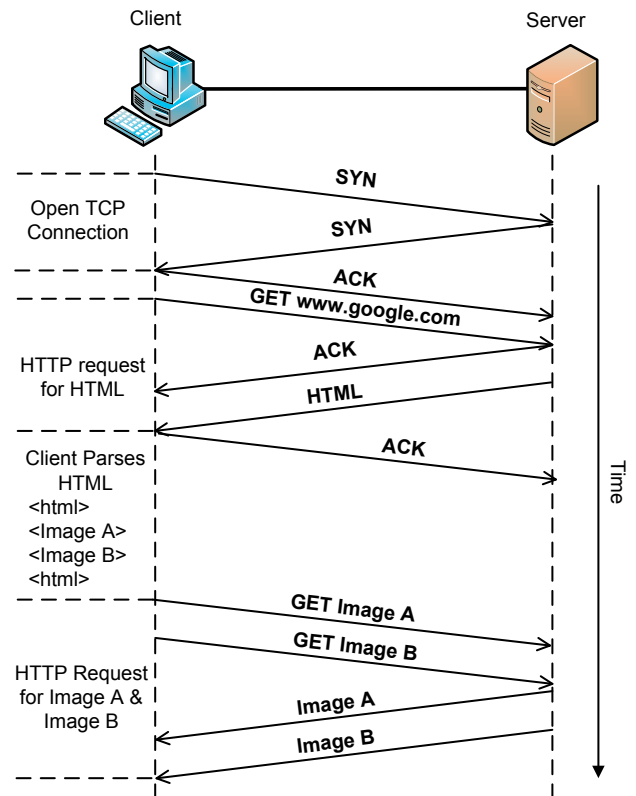 Client
Server
SYN
Open TCP
Connection
SYN
ACK
GET www.google.com
ACK
HTTP request
for HTML
HTML
ACK
Client Parses
HTML
<html>
<Image A>
<Image B>
<html>
Time
GET Image A
GET Image B
HTTP Request
for Image A &
Image B
Image A
Image B